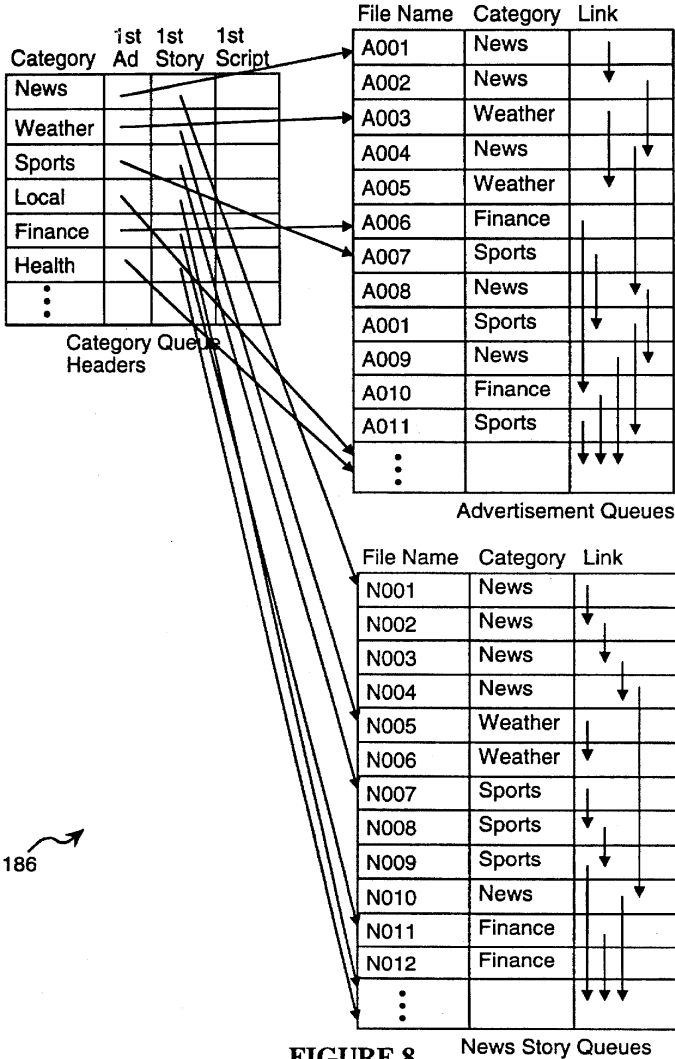 File Name Category Link
1st 1st 1st
Category Ad Story Script
News
Weather
Sports
Local
Finance
Health
Category Queue
Headers
A001 News
A002 News
A003 Weather
A004 News
A005 Weather
A006 Finance
A007 Sports
A008 News
A001 Sports
A009 News
A010 Finance
A011 Sports
Advertisement Queues
File Name Category Link
N001 News
N002 News
N003 News
N004 News
N005 Weather
N006 Weather
N007 Sports
N008 Sports
N009 Sports
N010 News
N011 Finance
N012 Finance
186
News Story Queues
FIGURE 8